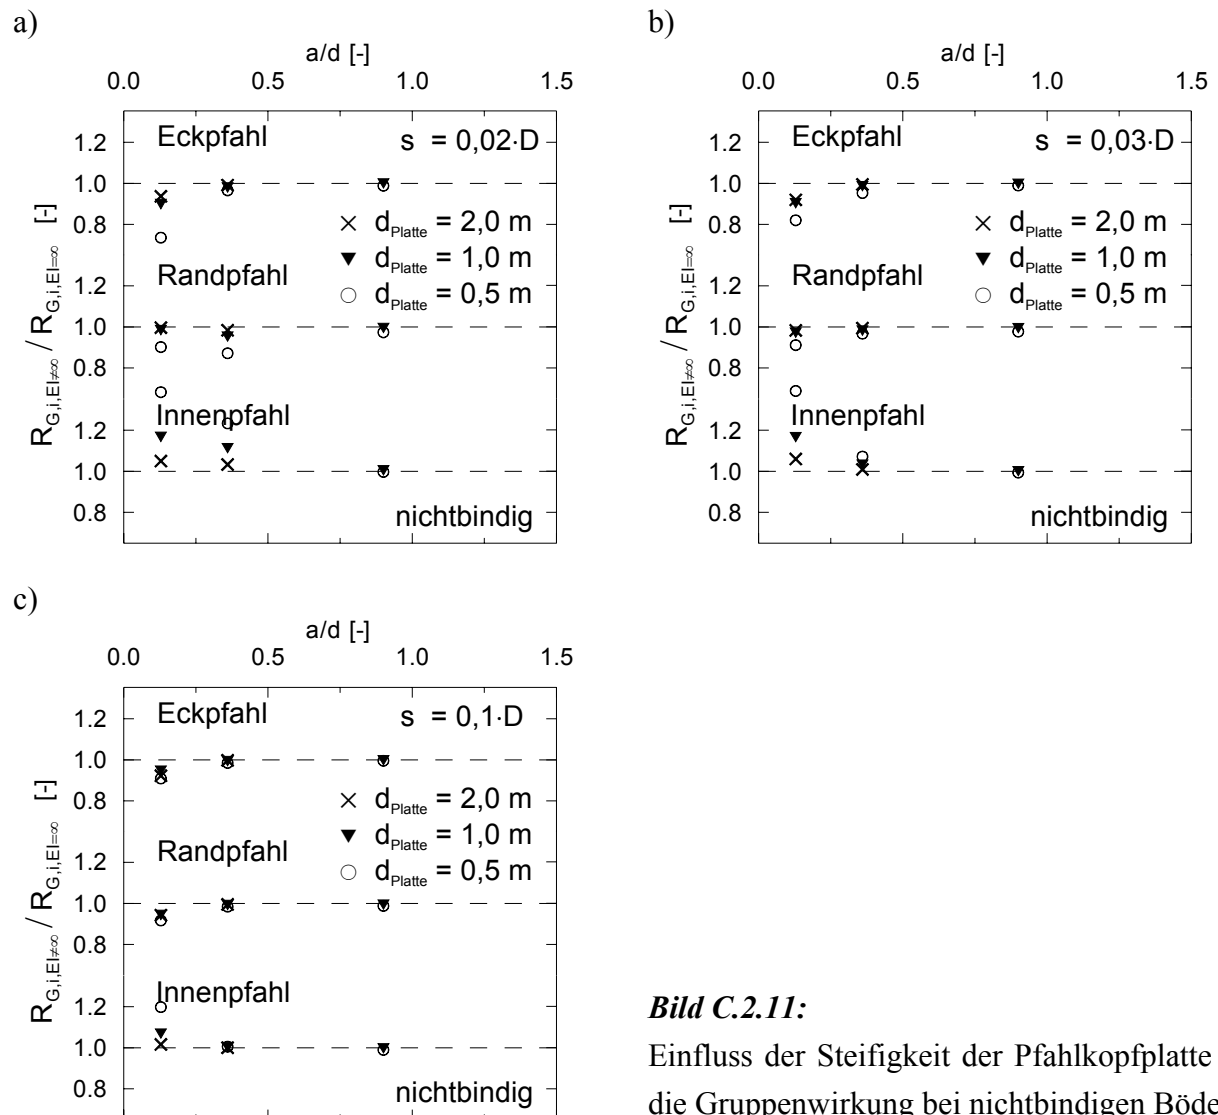 a)
a/d [-]
0.0 0.5 1.0 1.5
Eckpfahl
s = 0,02·D
1.2
1.0
0.8
d_Platte = 2,0 m
d_Platte = 1,0 m
d_Platte = 0,5 m
Randpfahl
1.2
1.0
0.8
Innenpfahl
1.2
1.0
0.8
nichtbindig
R_G,i,EI≠∞ / R_G,i,EI=∞ [-]
b)
a/d [-]
0.0 0.5 1.0 1.5
Eckpfahl
s = 0,03·D
1.2
1.0
0.8
d_Platte = 2,0 m
d_Platte = 1,0 m
d_Platte = 0,5 m
Randpfahl
1.2
1.0
0.8
Innenpfahl
1.2
1.0
0.8
nichtbindig
R_G,i,EI≠∞ / R_G,i,EI=∞ [-]
c)
a/d [-]
0.0 0.5 1.0 1.5
Eckpfahl
s = 0,1·D
1.2
1.0
0.8
d_Platte = 2,0 m
d_Platte = 1,0 m
d_Platte = 0,5 m
Randpfahl
1.2
1.0
0.8
Innenpfahl
1.2
1.0
0.8
nichtbindig
R_G,i,EI≠∞ / R_G,i,EI=∞ [-]
Bild C.2.11:
Einfluss der Steifigkeit der Pfahlkopfplatte
die Gruppenwirkung bei nichtbindigen Böde